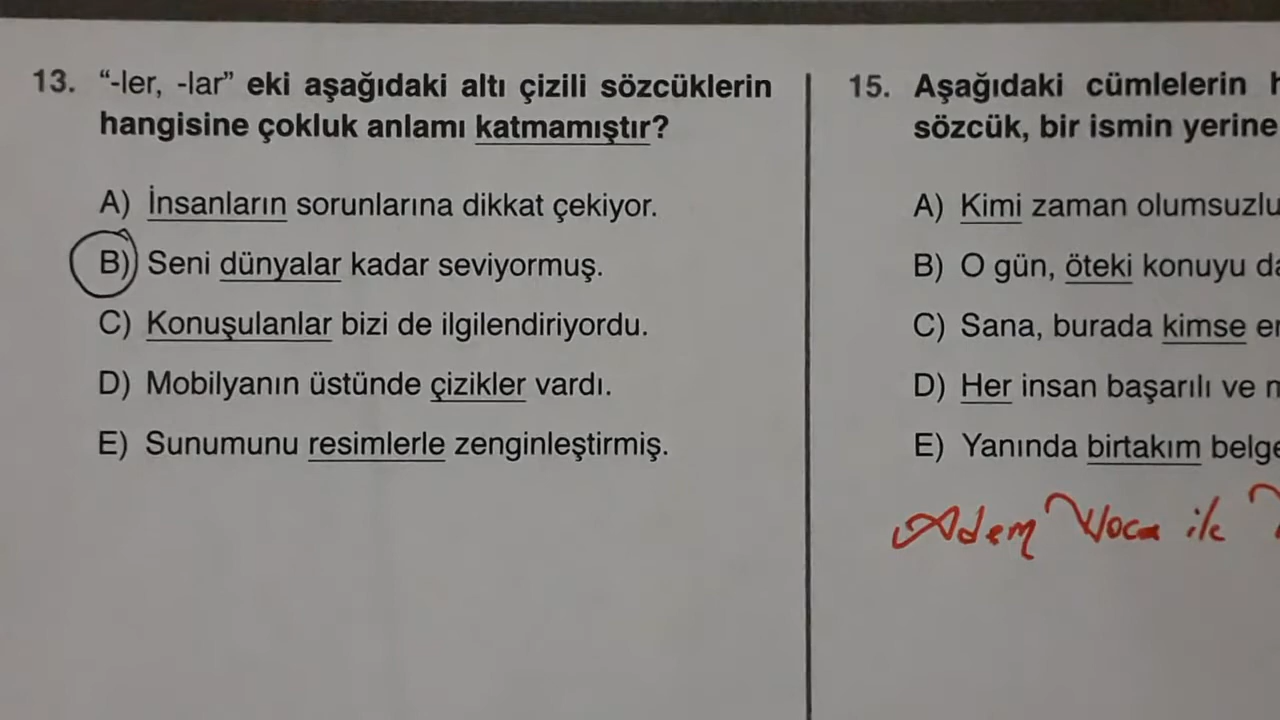 13. "-ler, -lar" eki aşağıdaki altı çizili sözcüklerin
hangisine çokluk anlamı katmamıştır?
A) İnsanların sorunlarına dikkat çekiyor.
B) Seni dünyalar kadar seviyormuş.
C) Konuşulanlar bizi de ilgilendiriyordu.
D) Mobilyanın üstünde çizikler vardı.
E) Sunumunu resimlerle zenginleştirmiş.
15. Aşağıdaki cümlelerin
sözcük, bir ismin yerine
A) Kimi zaman olumsuzlu
B) O gün, öteki konuyu da
C) Sana, burada kimse
D) Her insan başarılı ve
E) Yanında birtakım belge
Adem Hoca ile